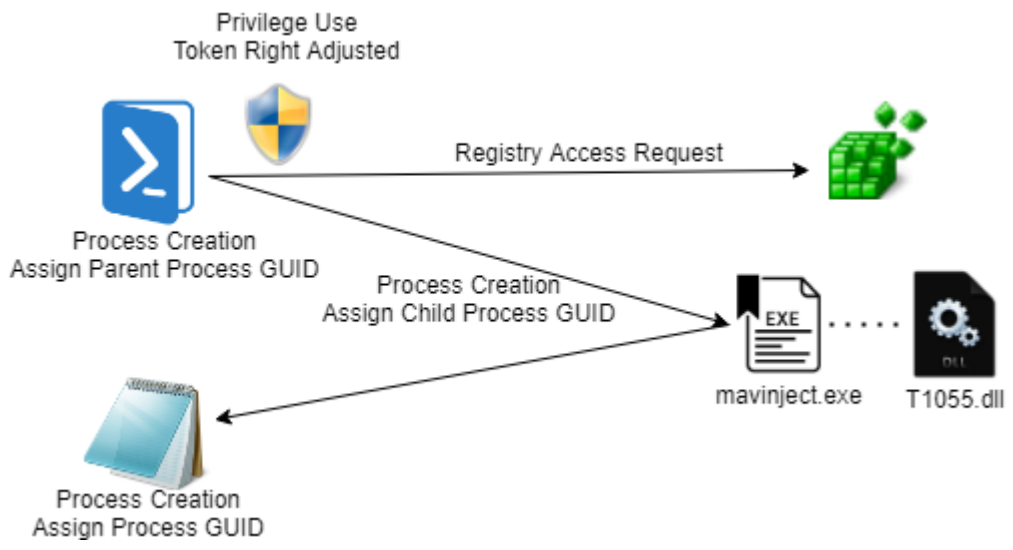 Privilege Use
Token Right Adjusted
Registry Access Request
Process Creation
Assign Parent Process GUID
Process Creation
Assign Child Process GUID
EXE
DLL
mavinject.exe
T1055.dll
Process Creation
Assign Process GUID